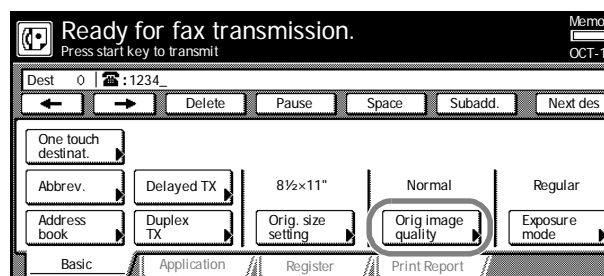 Ready for fax transmission.
Press start key to transmit
Memo
OCT-1
Dest 0 ☎:1234_
← → Delete Pause Space Subadd. Next des
One touch
destinat.
Abbrev. Delayed TX 8½×11" Normal Regular
Address
book
Duplex
TX
Orig. size
setting
Orig image
quality
Exposure
mode
Basic Application Register Print Report